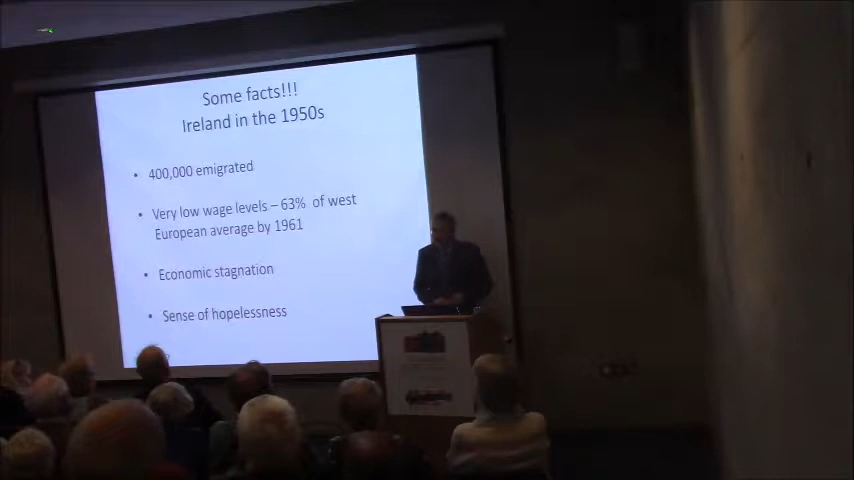 Some facts!!!
Ireland in the 1950s
• 400,000 emigrated
• Very low wage levels – 63% of west
European average by 1961
• Economic stagnation
• Sense of hopelessness